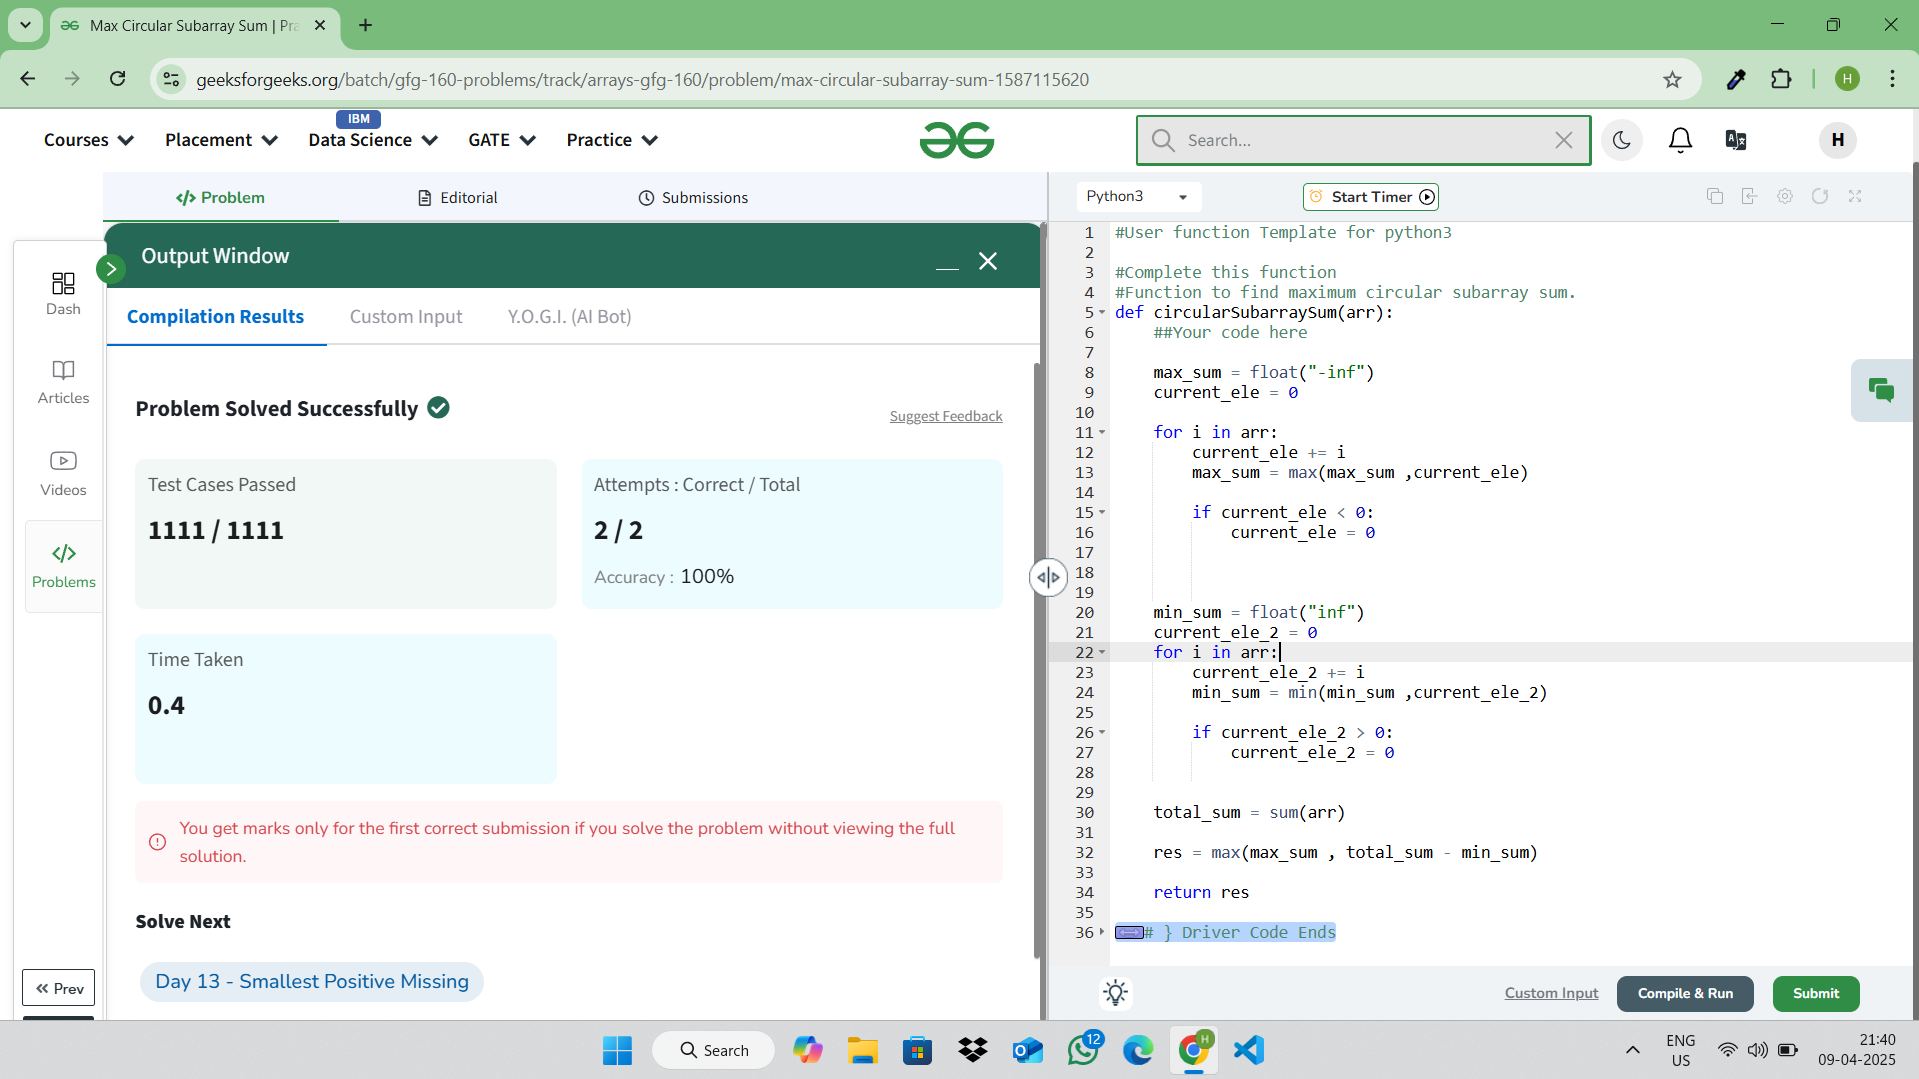 Max Circular Subarray Sum | Pra
geeksforgeeks.org/batch/gfg-160-problems/track/arrays-gfg-160/problem/max-circular-subarray-sum-1587115620
H
Courses
Placement
IBM
Data Science
GATE
Practice
Search...
H
Problem
Editorial
Submissions
Python3
Start Timer
Dash
Articles
Videos
Problems
Prev
Output Window
Compilation Results
Custom Input
Y.O.G.I. (AI Bot)
Problem Solved Successfully
Suggest Feedback
Test Cases Passed
1111 / 1111
Attempts : Correct / Total
2 / 2
Accuracy : 100%
Time Taken
0.4
You get marks only for the first correct submission if you solve the problem without viewing the full
solution.
Solve Next
Day 13 - Smallest Positive Missing
1 #User function Template for python3
2
3 #Complete this function
4 #Function to find maximum circular subarray sum.
5 def circularSubarraySum(arr):
6     ##Your code here
7
8     max_sum = float("-inf")
9     current_ele = 0
10
11     for i in arr:
12         current_ele += i
13         max_sum = max(max_sum ,current_ele)
14
15         if current_ele < 0:
16             current_ele = 0
17
18
19
20     min_sum = float("inf")
21     current_ele_2 = 0
22     for i in arr:
23         current_ele_2 += i
24         min_sum = min(min_sum ,current_ele_2)
25
26         if current_ele_2 > 0:
27             current_ele_2 = 0
28
29
30     total_sum = sum(arr)
31
32     res = max(max_sum , total_sum - min_sum)
33
34     return res
35
36 # } Driver Code Ends
Custom Input
Compile & Run
Submit
Search
12
H
ENG
US
21:40
09-04-2025